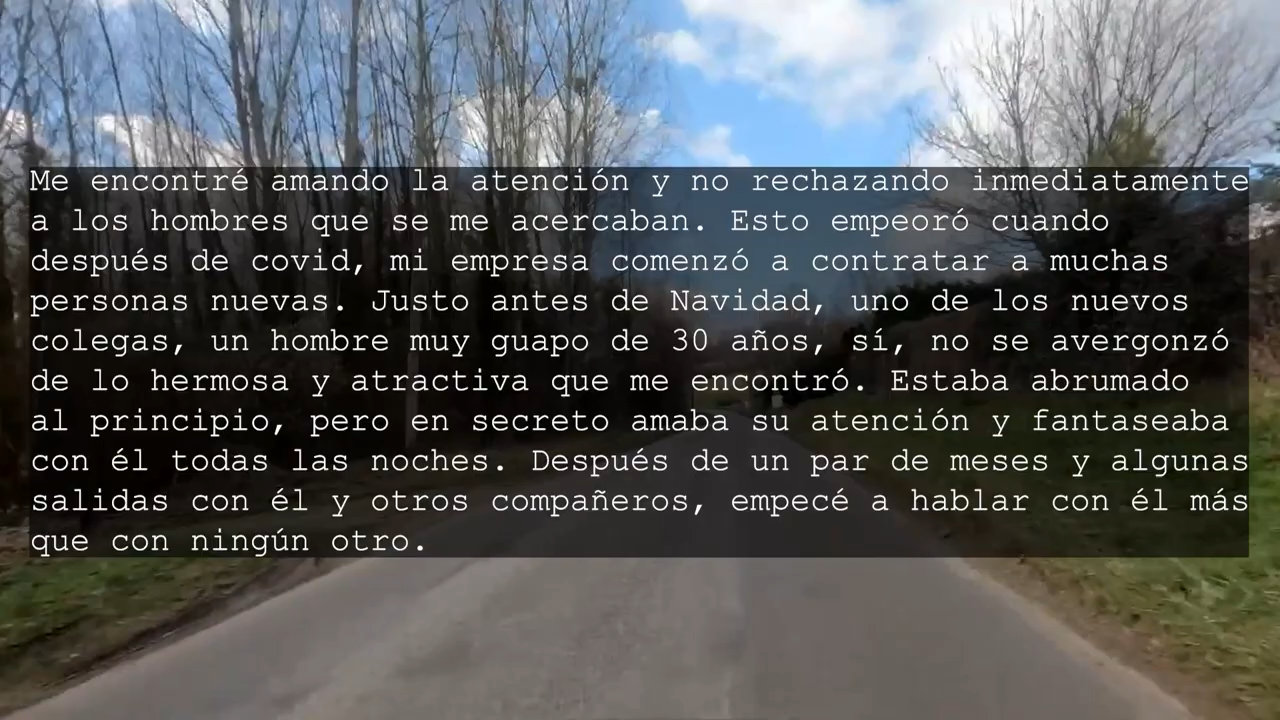 Me encontré amando la atención y no rechazando inmediatamente
a los hombres que se me acercaban. Esto empeoró cuando
después de covid, mi empresa comenzó a contratar a muchas
personas nuevas. Justo antes de Navidad, uno de los nuevos
colegas, un hombre muy guapo de 30 años, sí, no se avergonzó
de lo hermosa y atractiva que me encontró. Estaba abrumado
al principio, pero en secreto amaba su atención y fantaseaba
con él todas las noches. Después de un par de meses y algunas
salidas con él y otros compañeros, empecé a hablar con él más
que con ningún otro.